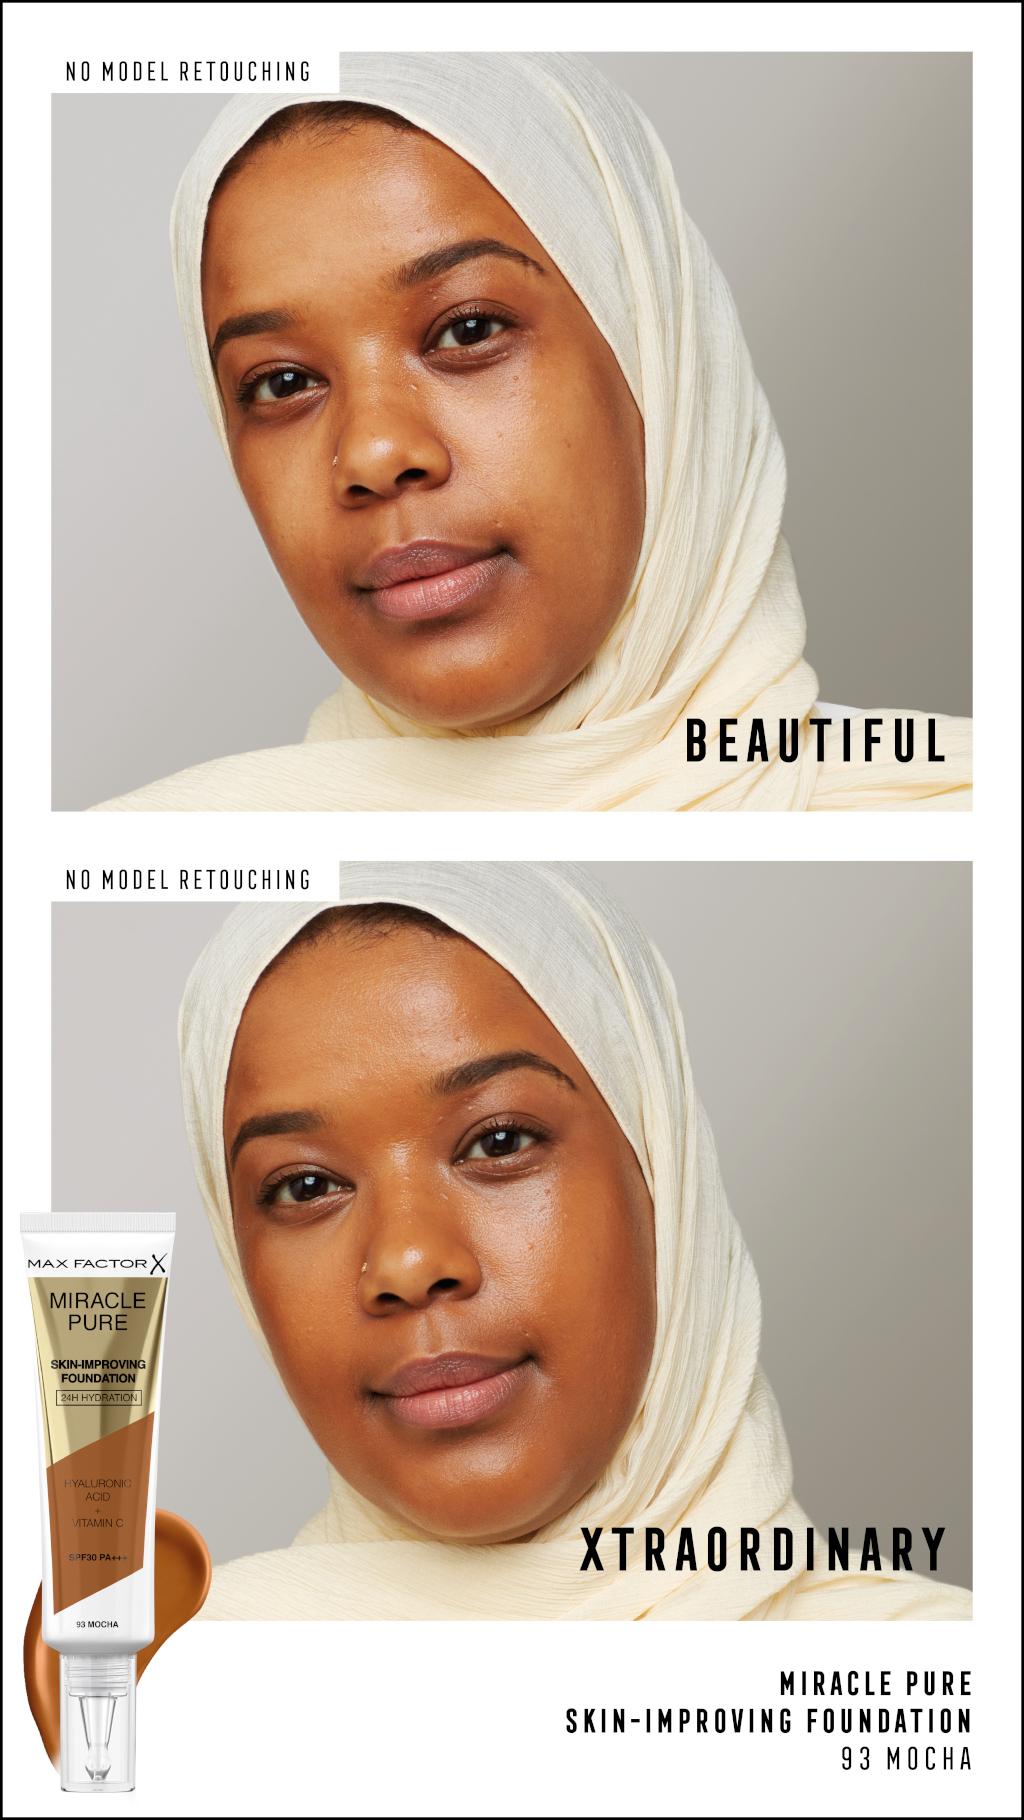 NO MODEL RETOUCHING
BEAUTIFUL
NO MODEL RETOUCHING
MAX FACTOR X
MIRACLE
PURE
SKIN-IMPROVING
FOUNDATION
24H HYDRATION
HYALURONIC
ACID
+
VITAMIN C
SPF30 PA+++
93 MOCHA
XTRAORDINARY
MIRACLE PURE
SKIN-IMPROVING FOUNDATION
93 MOCHA